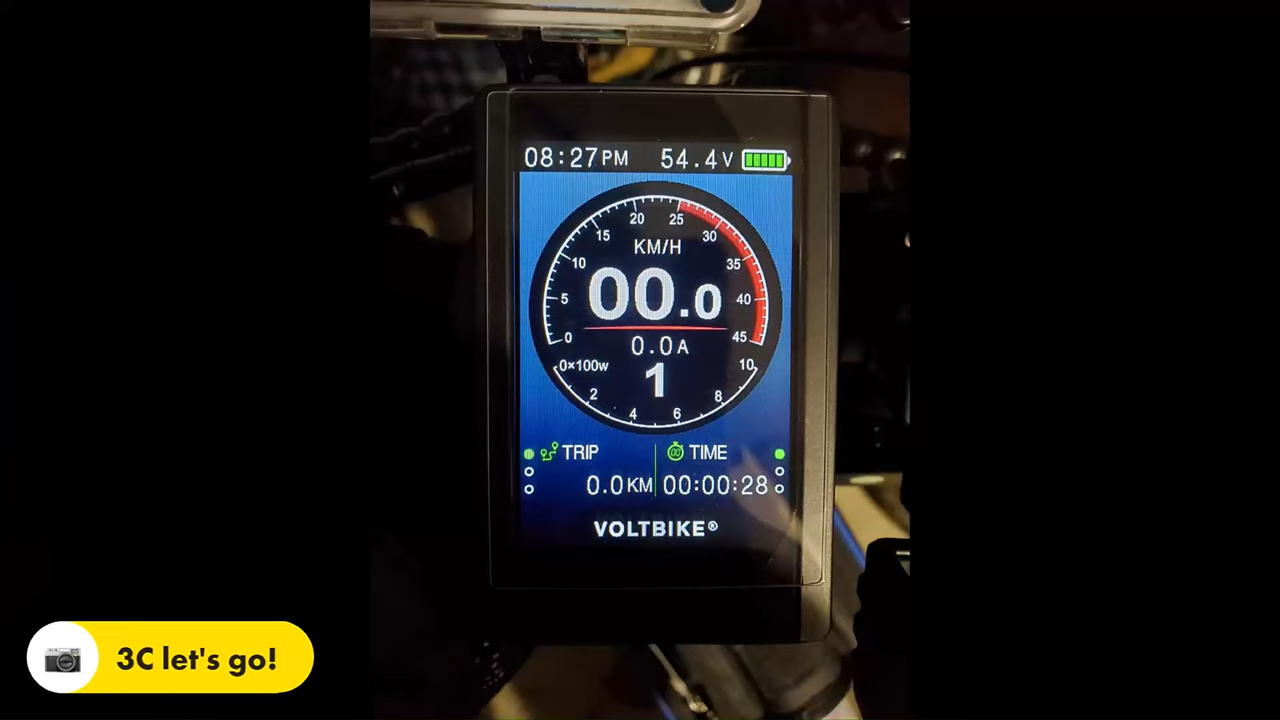 08:27PM 54.4V
20 25
15 30
KM/H
10 35
00.0
5 40
0 45
0.0A
0×100w 10
1
2 8
4 6
TRIP TIME
0.0KM 00:00:28
VOLTBIKE®
3C let's go!